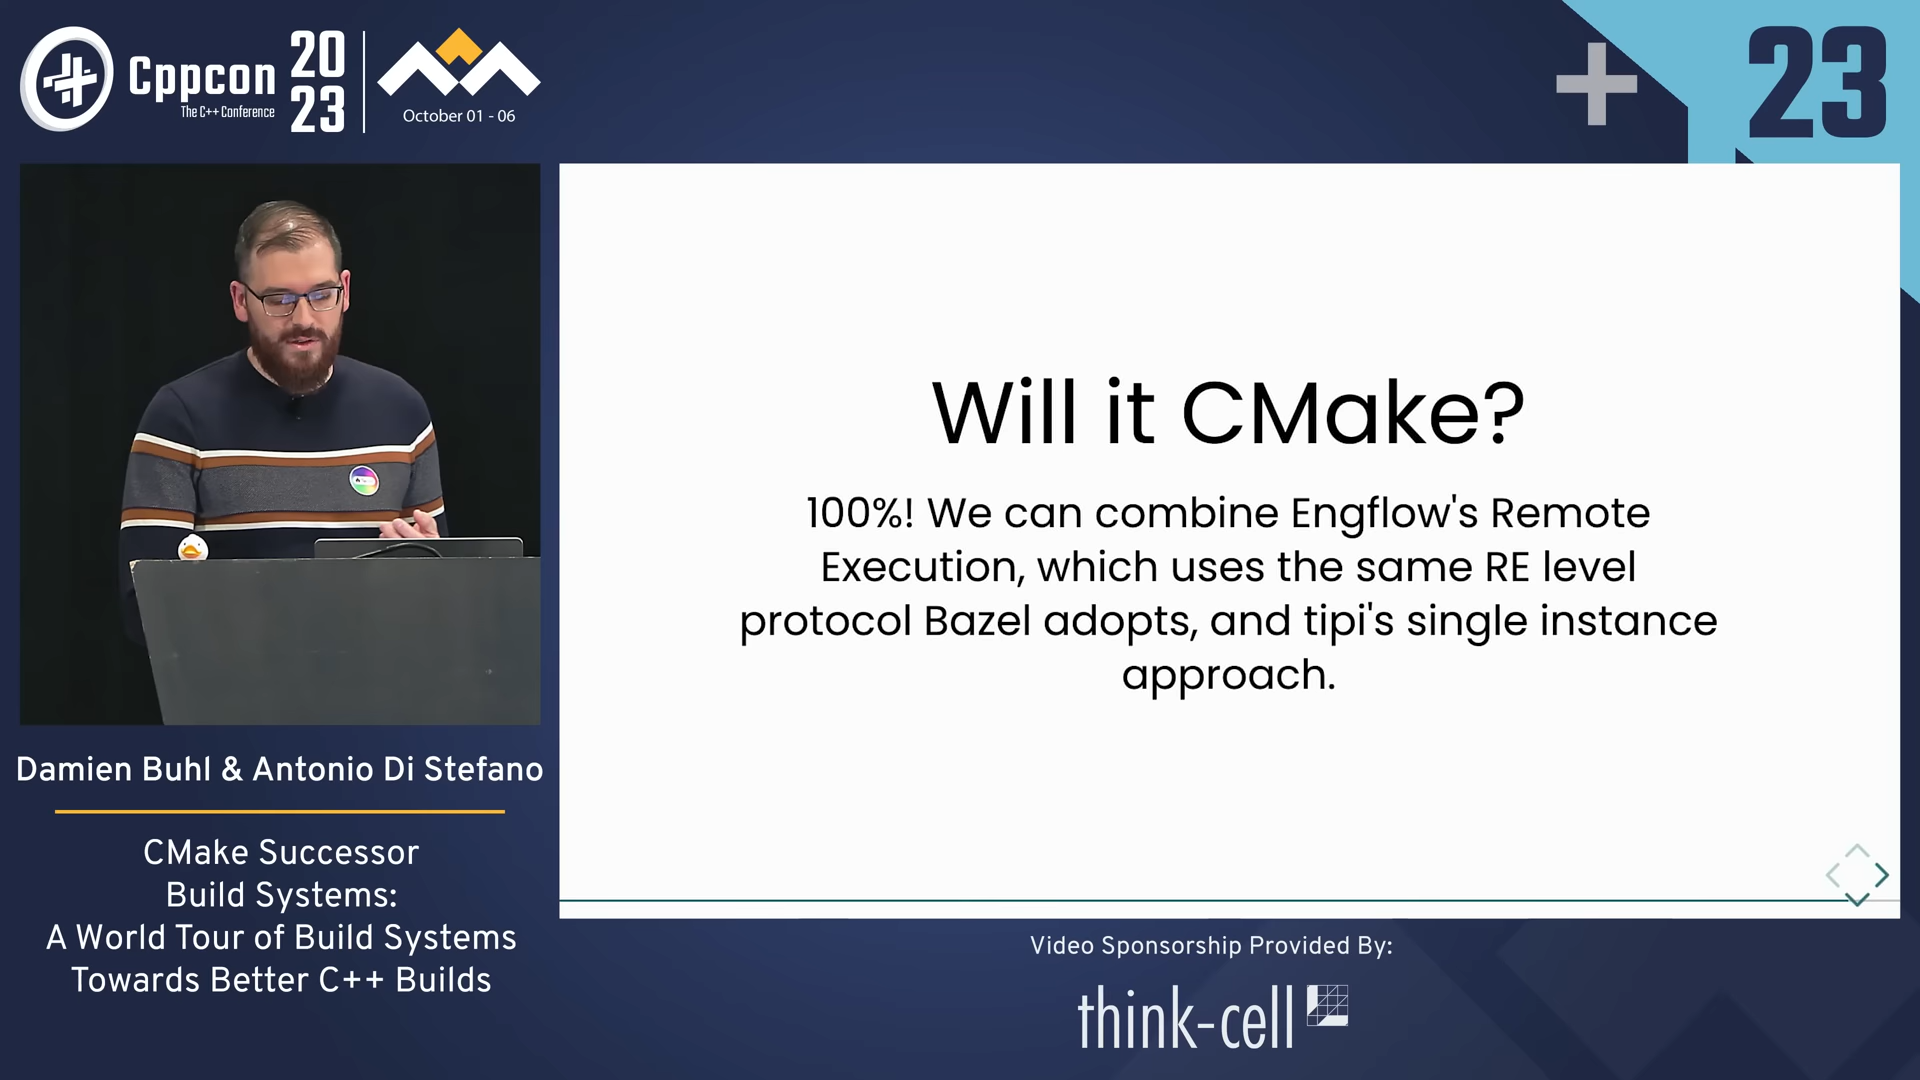 Cppcon
The C++ Conference
20
23
October 01 - 06
23
Will it CMake?
100%! We can combine Engflow's Remote
Execution, which uses the same RE level
protocol Bazel adopts, and tipi's single instance
approach.
Damien Buhl & Antonio Di Stefano
CMake Successor
Build Systems:
A World Tour of Build Systems
Towards Better C++ Builds
Video Sponsorship Provided By:
think-cell